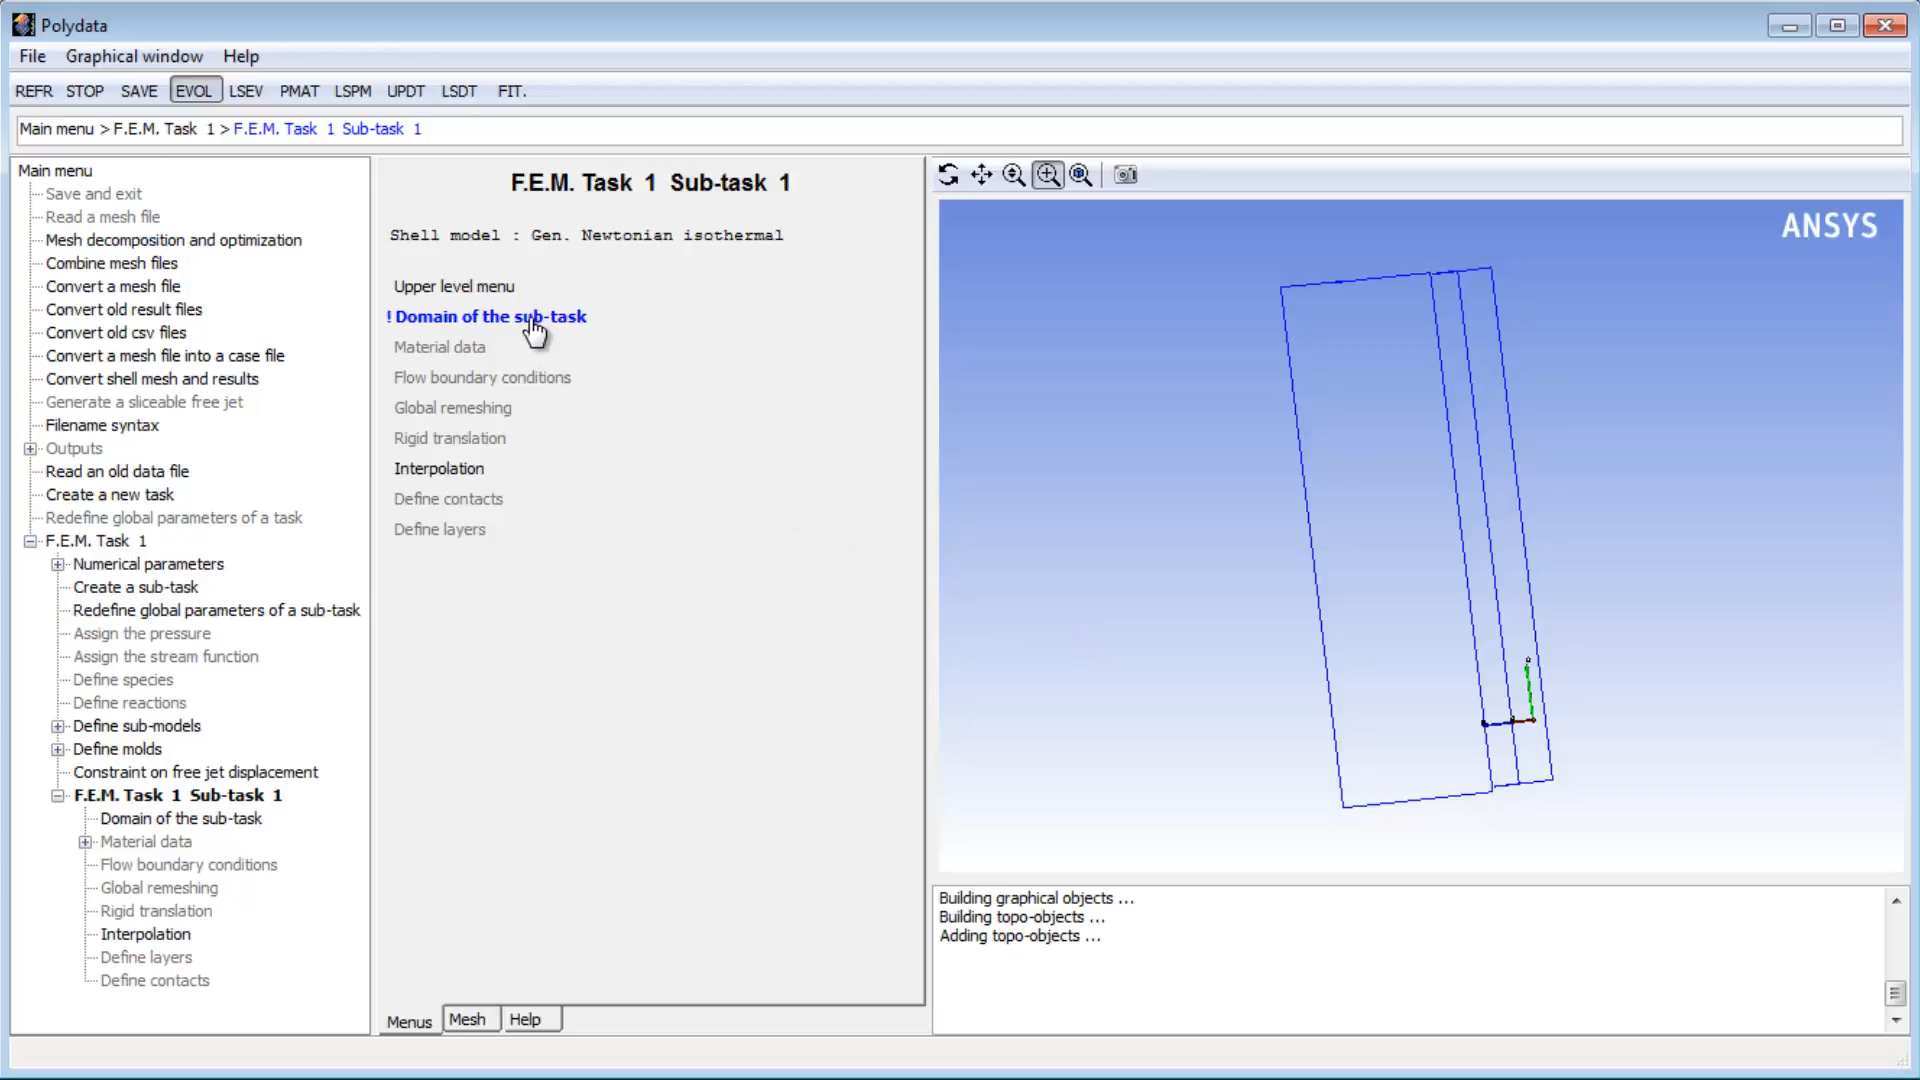 Polydata
File Graphical window Help
REFR STOP SAVE EVOL LSEV PMAT LSPM UPDT LSDT FIT.
Main menu > F.E.M. Task 1 > F.E.M. Task 1 Sub-task 1
Main menu
Save and exit
Read a mesh file
Mesh decomposition and optimization
Combine mesh files
Convert a mesh file
Convert old result files
Convert old csv files
Convert a mesh file into a case file
Convert shell mesh and results
Generate a sliceable free jet
Filename syntax
Outputs
Read an old data file
Create a new task
Redefine global parameters of a task
F.E.M. Task 1
Numerical parameters
Create a sub-task
Redefine global parameters of a sub-task
Assign the pressure
Assign the stream function
Define species
Define reactions
Define sub-models
Define molds
Constraint on free jet displacement
F.E.M. Task 1 Sub-task 1
Domain of the sub-task
Material data
Flow boundary conditions
Global remeshing
Rigid translation
Interpolation
Define layers
Define contacts
F.E.M. Task 1 Sub-task 1
Shell model : Gen. Newtonian isothermal
Upper level menu
! Domain of the sub-task
Material data
Flow boundary conditions
Global remeshing
Rigid translation
Interpolation
Define contacts
Define layers
Menus Mesh Help
ANSYS
Building graphical objects ...
Building topo-objects ...
Adding topo-objects ...